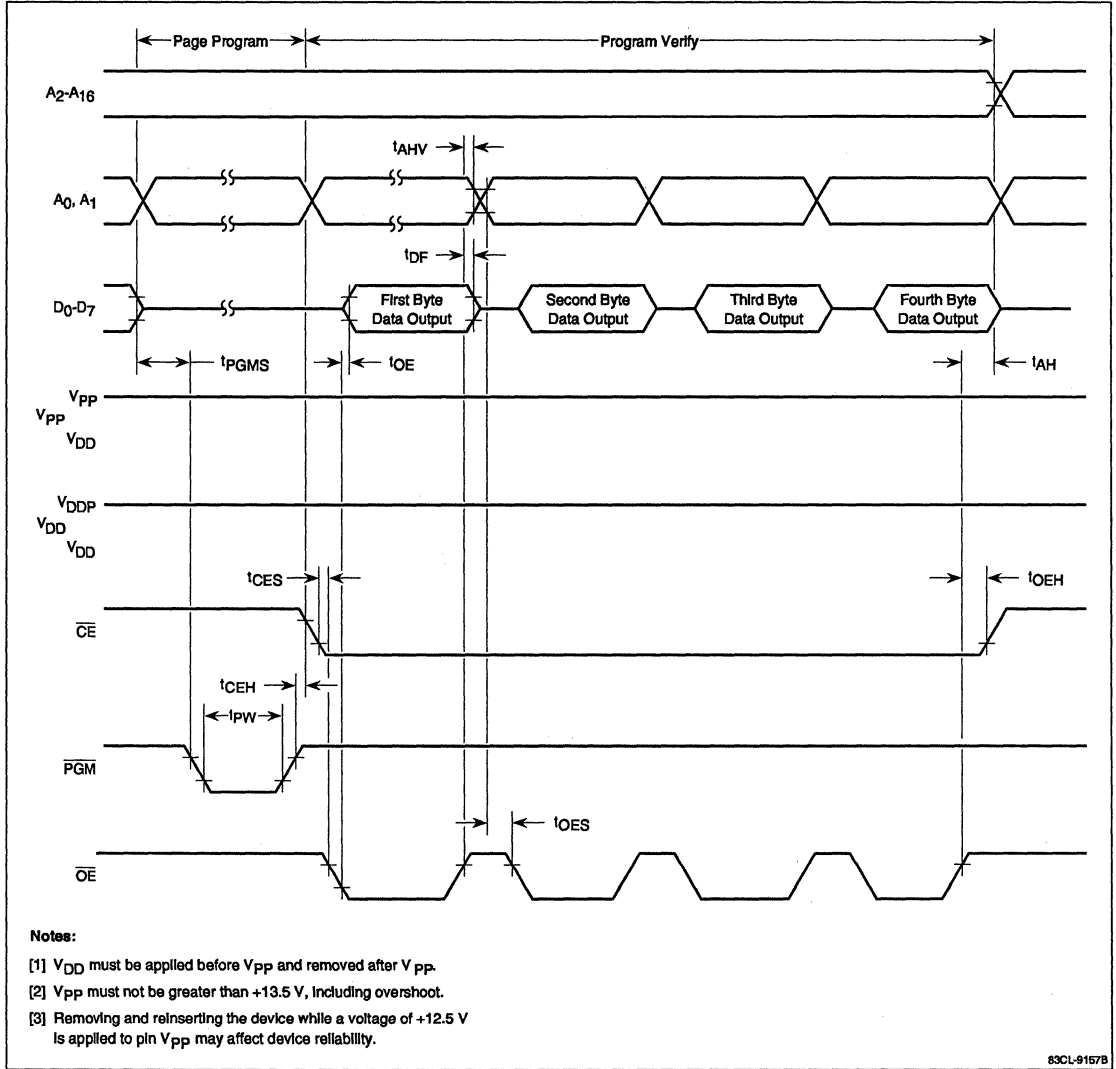 Page Program
Program Verify
A2-A16
tAHV
A0, A1
tDF
D0-D7
First Byte
Data Output
Second Byte
Data Output
Third Byte
Data Output
Fourth Byte
Data Output
tPGMS
tOE
tAH
VPP
VPP
VDD
VDDP
VDD
VDD
tCES
tOEH
CE
tCEH
tPW
PGM
tOES
OE
Notes:
[1] VDD must be applied before VPP and removed after VPP.
[2] VPP must not be greater than +13.5 V, including overshoot.
[3] Removing and reinserting the device while a voltage of +12.5 V
is applied to pin VPP may affect device reliability.
83CL-9157B